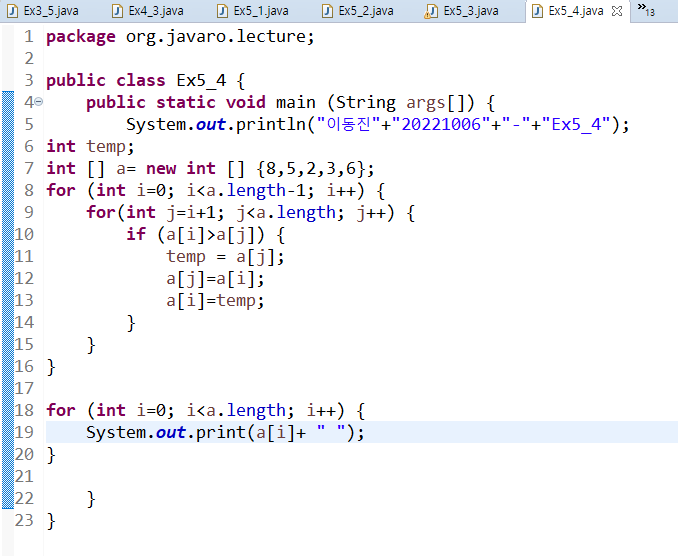 Ex3_5.java Ex4_3.java Ex5_1.java Ex5_2.java Ex5_3.java Ex5_4.java »13
1 package org.javaro.lecture;
2
3 public class Ex5_4 {
4 public static void main (String args[]) {
5 System.out.println("이동진"+"20221006"+"-"+"Ex5_4");
6 int temp;
7 int [] a= new int [] {8,5,2,3,6};
8 for (int i=0; i<a.length-1; i++) {
9 for(int j=i+1; j<a.length; j++) {
10 if (a[i]>a[j]) {
11 temp = a[j];
12 a[j]=a[i];
13 a[i]=temp;
14 }
15 }
16 }
17
18 for (int i=0; i<a.length; i++) {
19 System.out.print(a[i]+ " ");
20 }
21
22 }
23 }